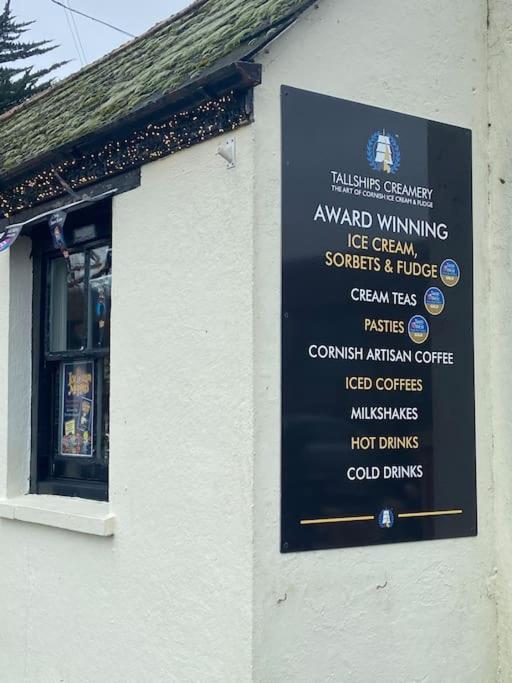 TALLSHIPS CREAMERY
THE ART OF CORNISH ICE CREAM & FUDGE
AWARD WINNING
ICE CREAM,
SORBETS & FUDGE
CREAM TEAS
PASTIES
CORNISH ARTISAN COFFEE
ICED COFFEES
MILKSHAKES
HOT DRINKS
COLD DRINKS